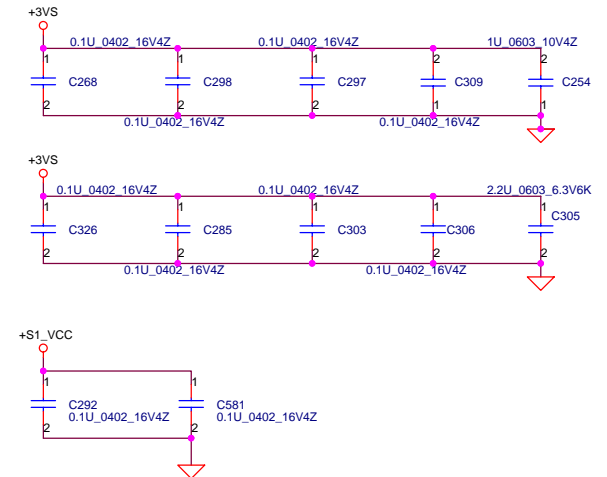 +3VS
0.1U_0402_16V4Z 0.1U_0402_16V4Z 1U_0603_10V4Z
1 1 1 2 2
C268 C298 C297 C309 C254
2 2 2 1 1
0.1U_0402_16V4Z 0.1U_0402_16V4Z
+3VS
0.1U_0402_16V4Z 0.1U_0402_16V4Z 2.2U_0603_6.3V6K
1 1 1 1 1
C326 C285 C303 C306 C305
2 2 2 2 2
0.1U_0402_16V4Z 0.1U_0402_16V4Z
+S1_VCC
1 1
C292 C581
0.1U_0402_16V4Z 0.1U_0402_16V4Z
2 2